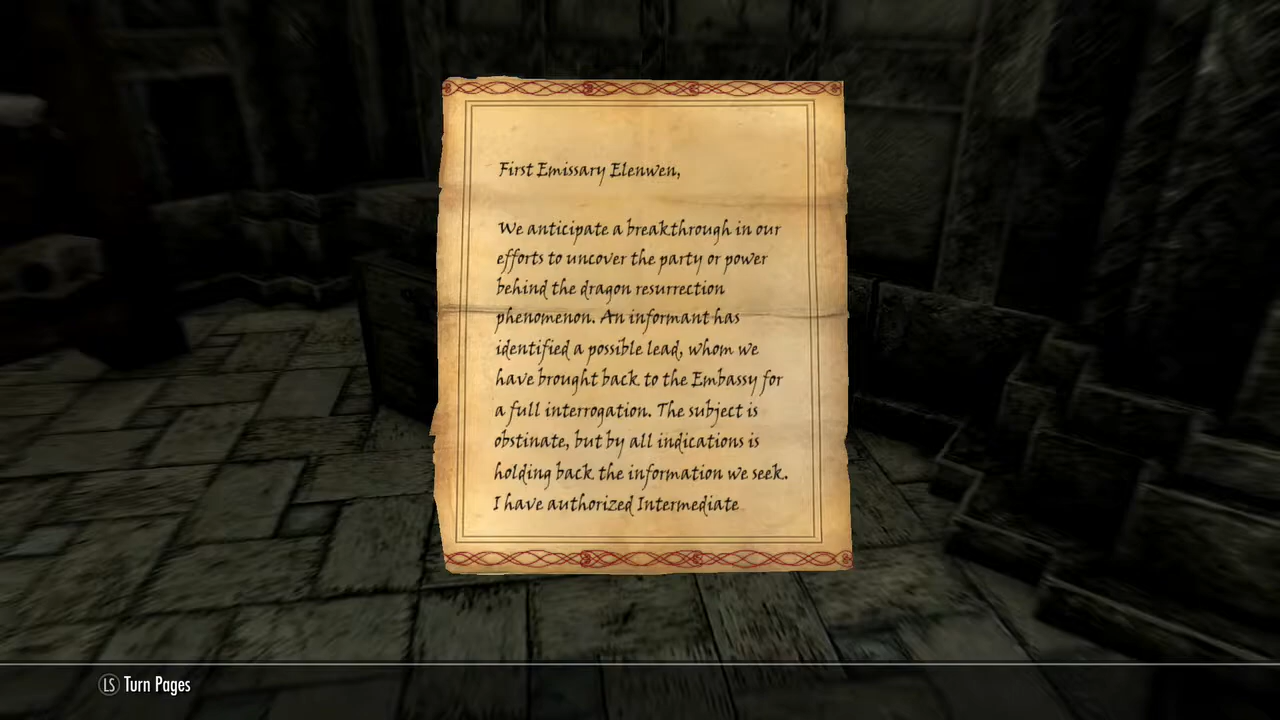 First Emissary Elenwen,
We anticipate a breakthrough in our
efforts to uncover the party or power
behind the dragon resurrection
phenomenon. An informant has
identified a possible lead, whom we
have brought back to the Embassy for
a full interrogation. The subject is
obstinate, but by all indications is
holding back the information we seek.
I have authorized Intermediate
LS Turn Pages